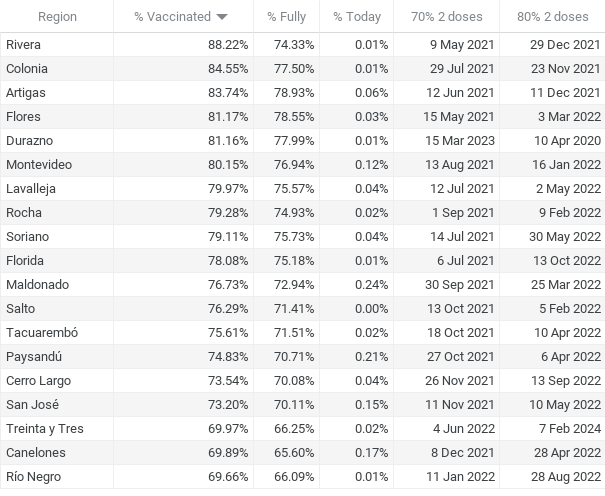 Region % Vaccinated % Fully % Today 70% 2 doses 80% 2 doses
Rivera 88.22% 74.33% 0.01% 9 May 2021 29 Dec 2021
Colonia 84.55% 77.50% 0.01% 29 Jul 2021 23 Nov 2021
Artigas 83.74% 78.93% 0.06% 12 Jun 2021 11 Dec 2021
Flores 81.17% 78.55% 0.03% 15 May 2021 3 Mar 2022
Durazno 81.16% 77.99% 0.01% 15 Mar 2023 10 Apr 2020
Montevideo 80.15% 76.94% 0.12% 13 Aug 2021 16 Jan 2022
Lavalleja 79.97% 75.57% 0.04% 12 Jul 2021 2 May 2022
Rocha 79.28% 74.93% 0.02% 1 Sep 2021 9 Feb 2022
Soriano 79.11% 75.73% 0.04% 14 Jul 2021 30 May 2022
Florida 78.08% 75.18% 0.01% 6 Jul 2021 13 Oct 2022
Maldonado 76.73% 72.94% 0.24% 30 Sep 2021 25 Mar 2022
Salto 76.29% 71.41% 0.00% 13 Oct 2021 5 Feb 2022
Tacuarembó 75.61% 71.51% 0.02% 18 Oct 2021 10 Apr 2022
Paysandú 74.83% 70.71% 0.21% 27 Oct 2021 6 Apr 2022
Cerro Largo 73.54% 70.08% 0.04% 26 Nov 2021 13 Sep 2022
San José 73.20% 70.11% 0.15% 11 Nov 2021 10 May 2022
Treinta y Tres 69.97% 66.25% 0.02% 4 Jun 2022 7 Feb 2024
Canelones 69.89% 65.60% 0.17% 8 Dec 2021 28 Apr 2022
Río Negro 69.66% 66.09% 0.01% 11 Jan 2022 28 Aug 2022